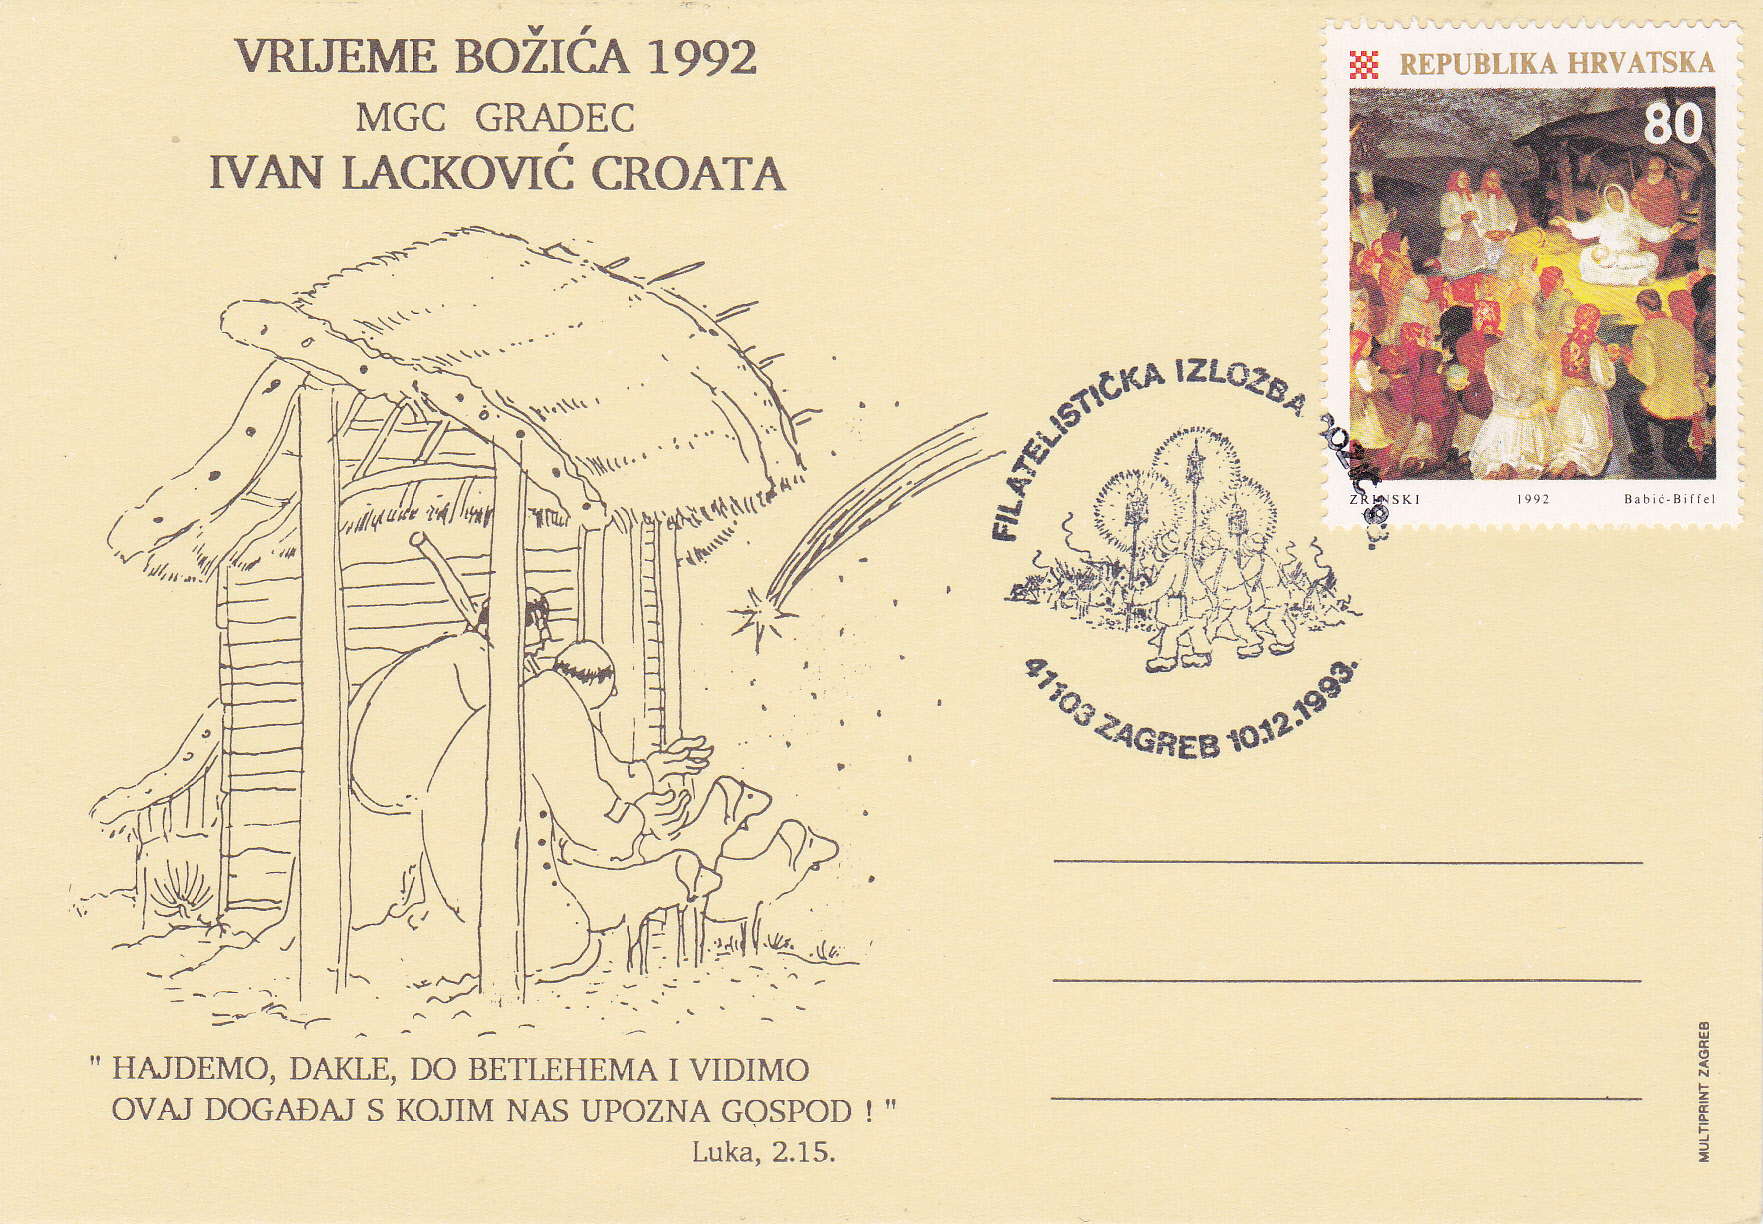 VRIJEME BOŽIĆA 1992
MGC GRADEC
IVAN LACKOVIĆ CROATA
REPUBLIKA HRVATSKA
80
ZRINSKI 1992 Babić-Biffel
FILATELISTIČKA IZLOŽBA BOŽIĆ 93.
41103 ZAGREB 10.12.1993.
" HAJDEMO, DAKLE, DO BETLEHEMA I VIDIMO
OVAJ DOGAĐAJ S KOJIM NAS UPOZNA GOSPOD ! "
Luka, 2.15.
MULTIPRINT ZAGREB